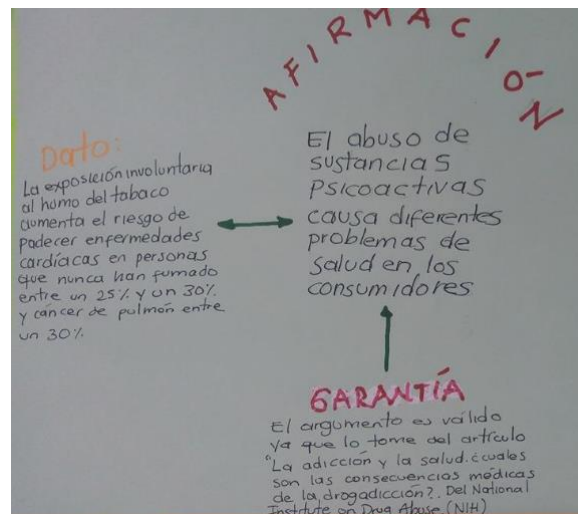 AFIRMACIÓN
Dato:
La exposición involuntaria
al humo del tabaco
aumenta el riesgo de
padecer enfermedades
cardíacas en personas
que nunca han fumado
entre un 25% y un 30%.
y cáncer de pulmón entre
un 30%
El abuso de
sustancias
psicoactivas
causa diferentes
problemas de
salud en los
consumidores
GARANTÍA
El argumento es válido
ya que lo tome del artículo
"La adicción y la salud. ¿cuales
son las consecuencias médicas
de la drogadicción?. Del National
Institute on Drug Abuse (NIH)